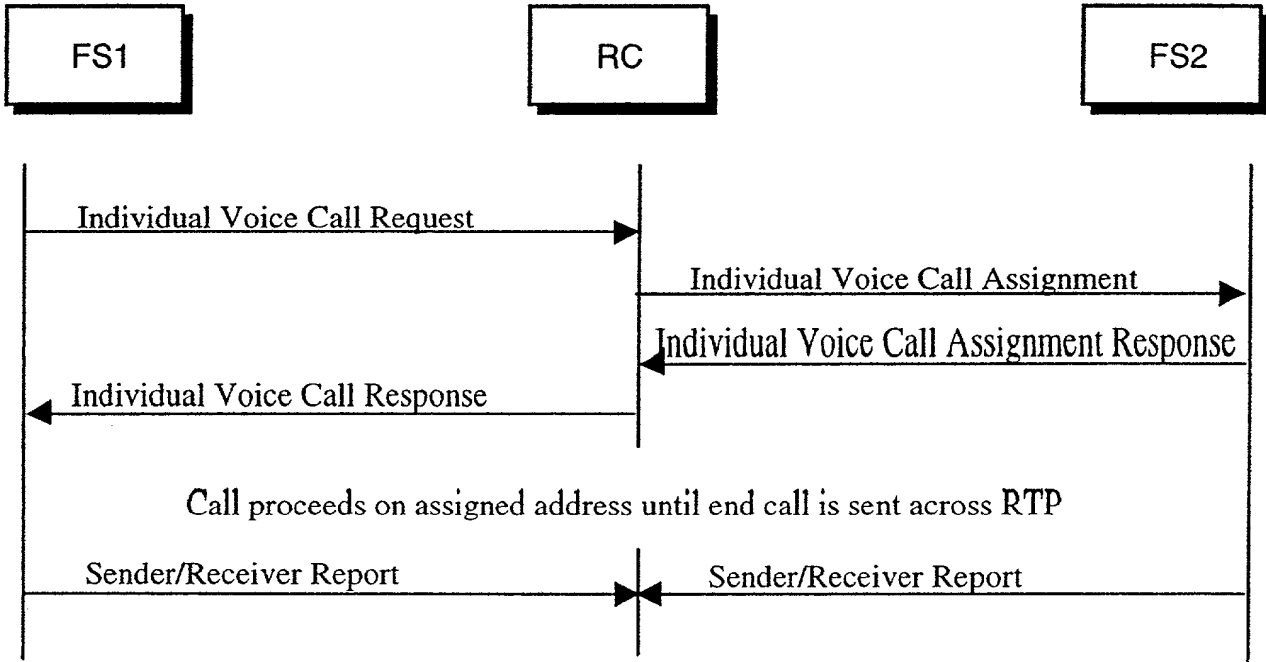 FS1
RC
FS2
Individual Voice Call Request
Individual Voice Call Assignment
Individual Voice Call Assignment Response
Individual Voice Call Response
Call proceeds on assigned address until end call is sent across RTP
Sender/Receiver Report
Sender/Receiver Report